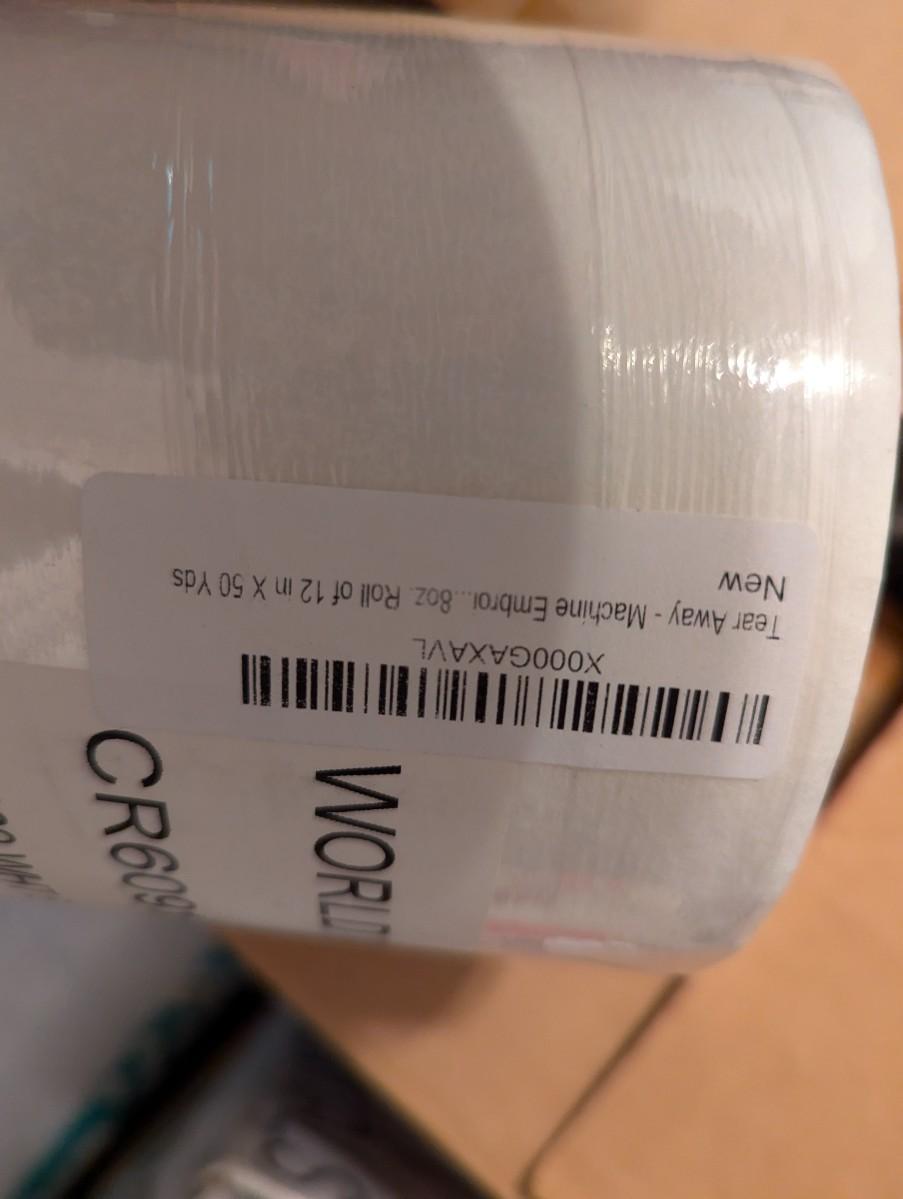 X000GAXAVL
Tear Away - Machine Embroi...8oz. Roll of 12 in X 50 Yds
New
WORLD
CR609